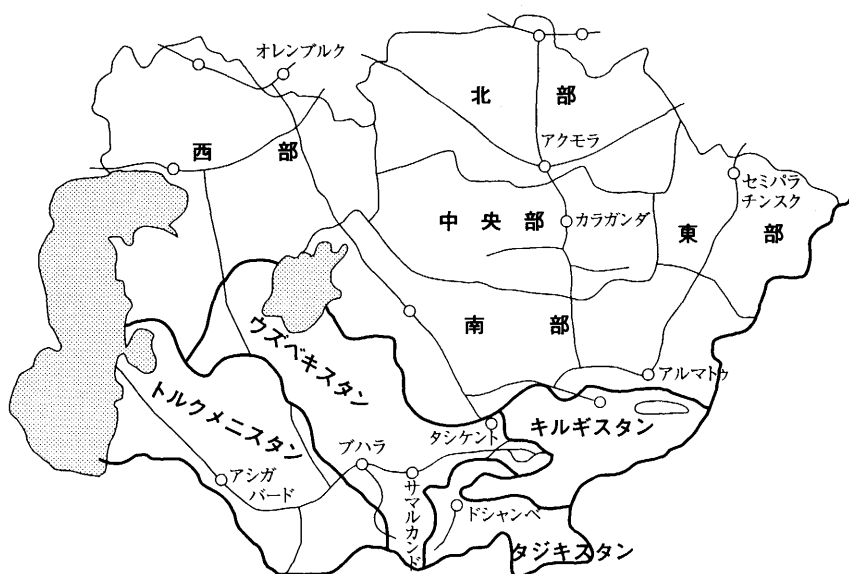 オレンブルク
北部
アクモラ
西部
セミパラ
チンスク
中央部
カラガンダ
東部
ウズベキスタン
南部
アルマトゥ
トルクメニスタン
タシケント
キルギスタン
ブハラ
アシガ
バード
サマルカンド
ドシャンベ
タジキスタン